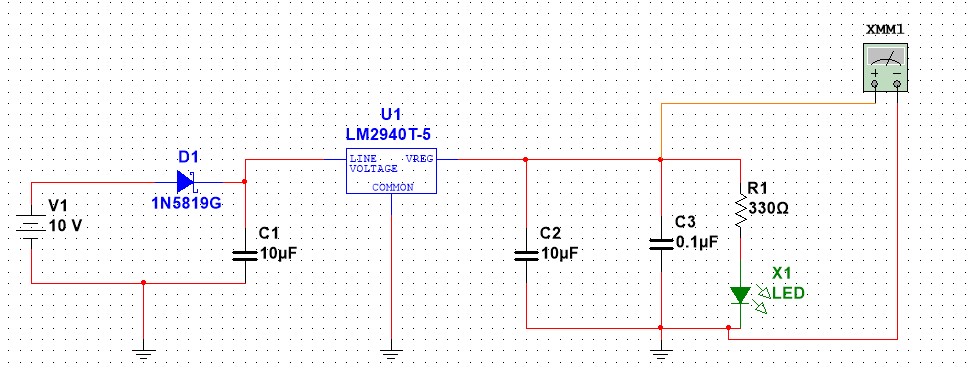 XMM1
+ −
U1
LM2940T-5
LINE VREG
VOLTAGE
COMMON
D1
1N5819G
V1
10 V
C1
10µF
C2
10µF
C3
0.1µF
R1
330Ω
X1
LED